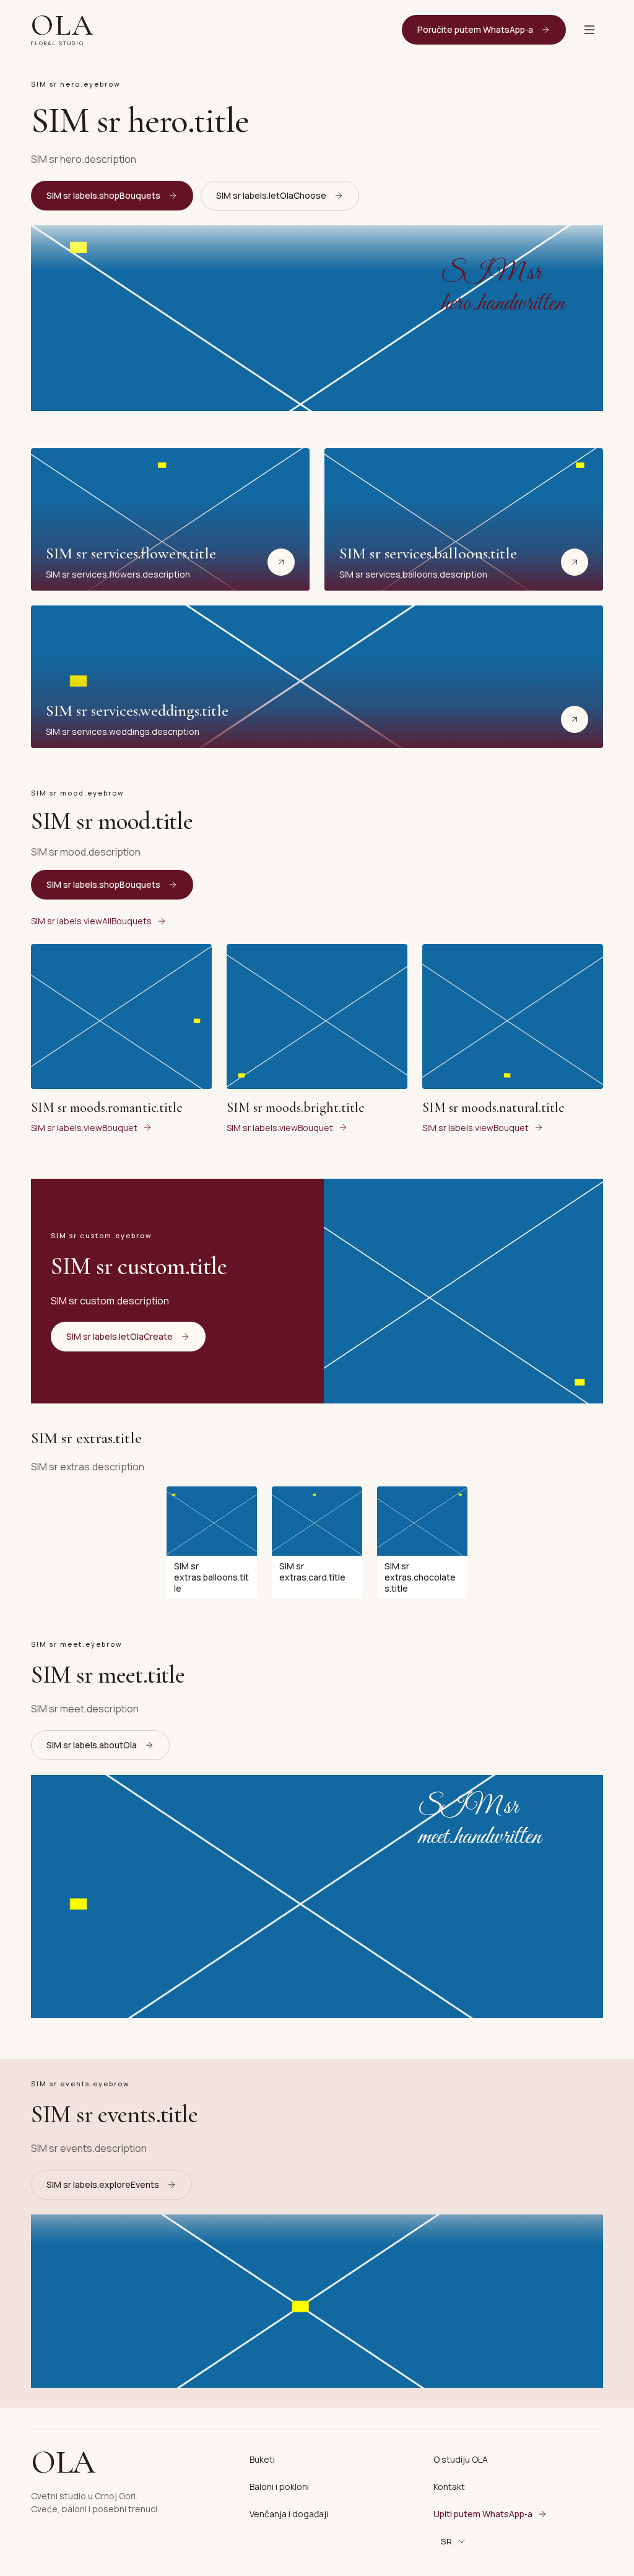 OLA
FLORAL STUDIO
Poručite putem WhatsApp-a
SIM sr hero.eyebrow
SIM sr hero.title
SIM sr hero.description
SIM sr labels.shopBouquets
SIM sr labels.letOlaChoose
SIM sr
hero.handwritten
SIM sr services.flowers.title
SIM sr services.flowers.description
SIM sr services.balloons.title
SIM sr services.balloons.description
SIM sr services.weddings.title
SIM sr services.weddings.description
SIM sr mood.eyebrow
SIM sr mood.title
SIM sr mood.description
SIM sr labels.shopBouquets
SIM sr labels.viewAllBouquets
SIM sr moods.romantic.title
SIM sr labels.viewBouquet
SIM sr moods.bright.title
SIM sr labels.viewBouquet
SIM sr moods.natural.title
SIM sr labels.viewBouquet
SIM sr custom.eyebrow
SIM sr custom.title
SIM sr custom.description
SIM sr labels.letOlaCreate
SIM sr extras.title
SIM sr extras.description
SIM sr
extras.balloons.tit
le
SIM sr
extras.card.title
SIM sr
extras.chocolate
s.title
SIM sr meet.eyebrow
SIM sr meet.title
SIM sr meet.description
SIM sr labels.aboutOla
SIM sr
meet.handwritten
SIM sr events.eyebrow
SIM sr events.title
SIM sr events.description
SIM sr labels.exploreEvents
OLA
Cvetni studio u Crnoj Gori.
Cveće, baloni i posebni trenuci.
Buketi
Baloni i pokloni
Venčanja i događaji
O studiju OLA
Kontakt
Upiti putem WhatsApp-a
SR